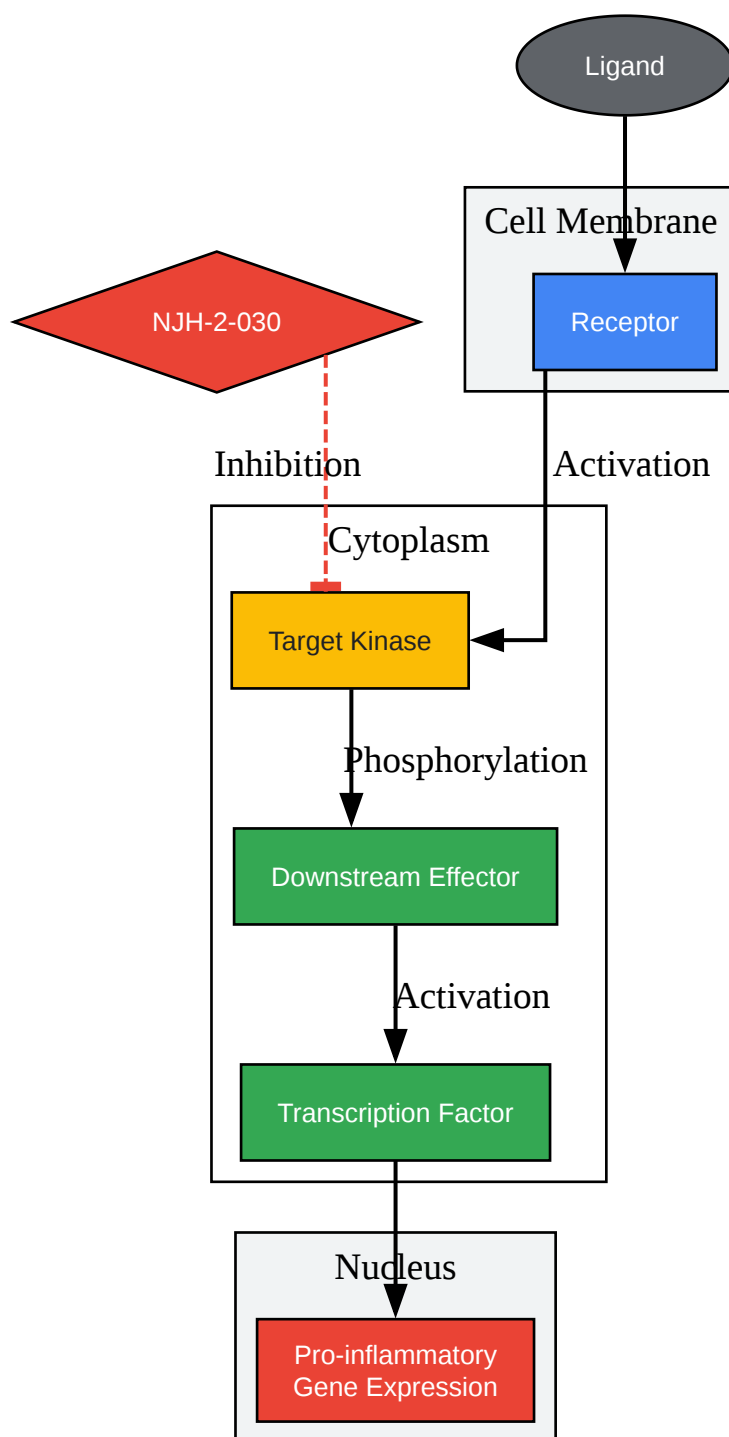 Ligand
Cell Membrane
NJH-2-030
Receptor
Inhibition
Activation
Cytoplasm
Target Kinase
Phosphorylation
Downstream Effector
Activation
Transcription Factor
Nucleus
Pro-inflammatory
Gene Expression